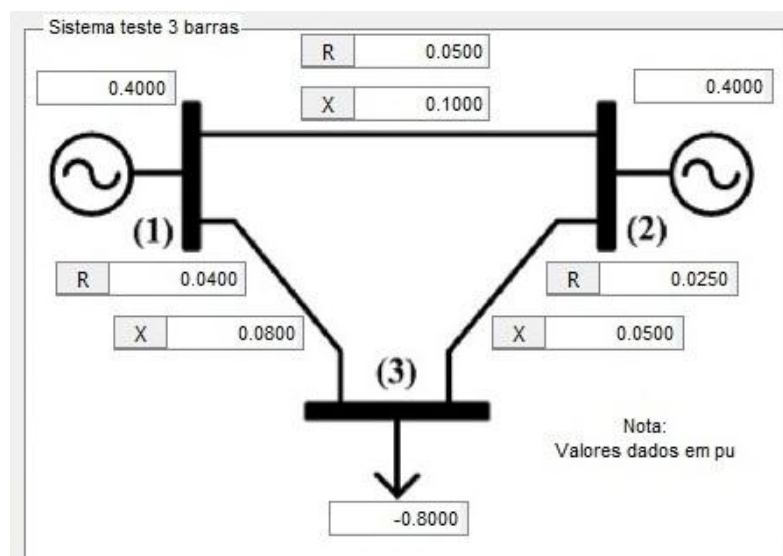 Sistema teste 3 barras
R 0.0500
0.4000
X 0.1000
0.4000
(1)
(2)
R 0.0400
R 0.0250
X 0.0800
X 0.0500
(3)
Nota:
Valores dados em pu
-0.8000